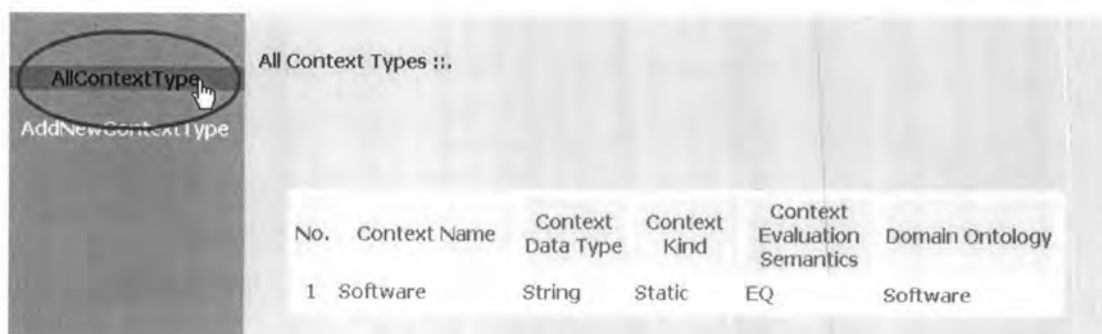 AllContextType
AddNewContextType
All Context Types ::.
No. Context Name Context Data Type Context Kind Context Evaluation Semantics Domain Ontology
1 Software String Static EQ Software